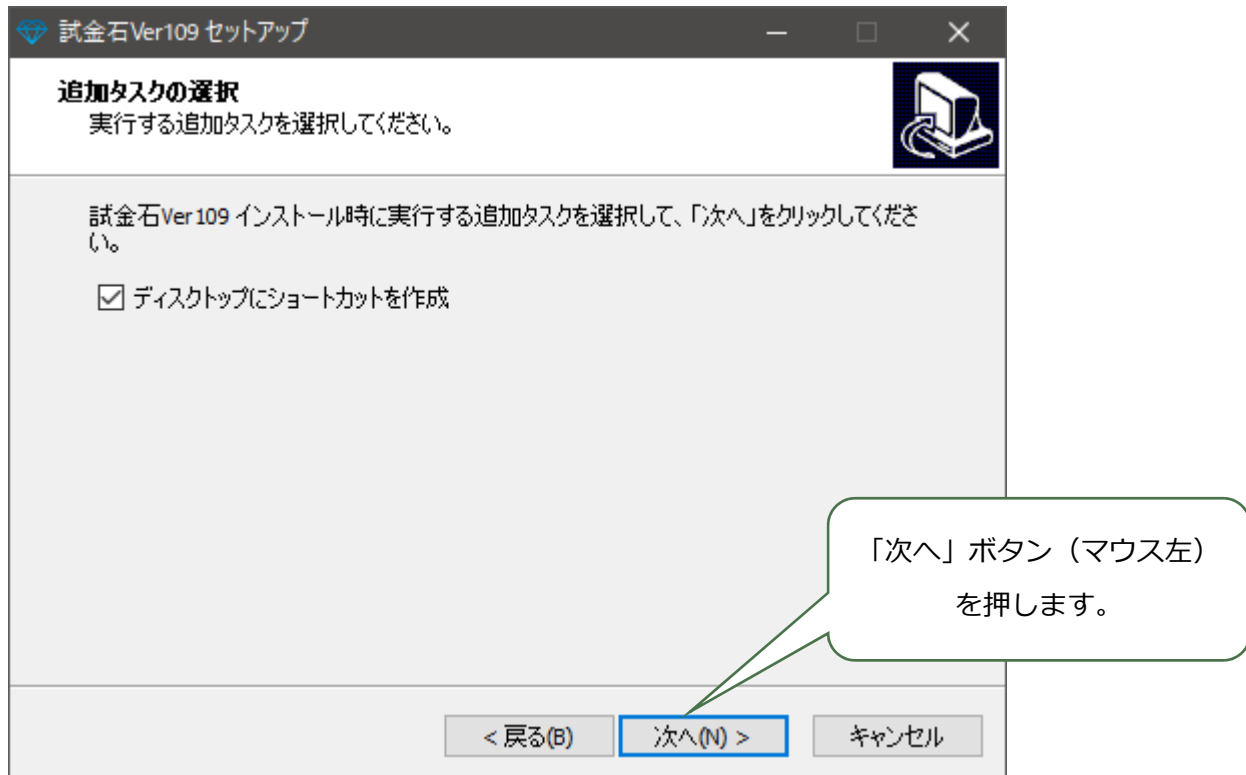 試金石Ver109 セットアップ
追加タスクの選択
実行する追加タスクを選択してください。
試金石Ver109 インストール時に実行する追加タスクを選択して、「次へ」をクリックしてくださ
い。
ディスクトップにショートカットを作成
「次へ」ボタン（マウス左）
を押します。
< 戻る(B)
次へ(N) >
キャンセル